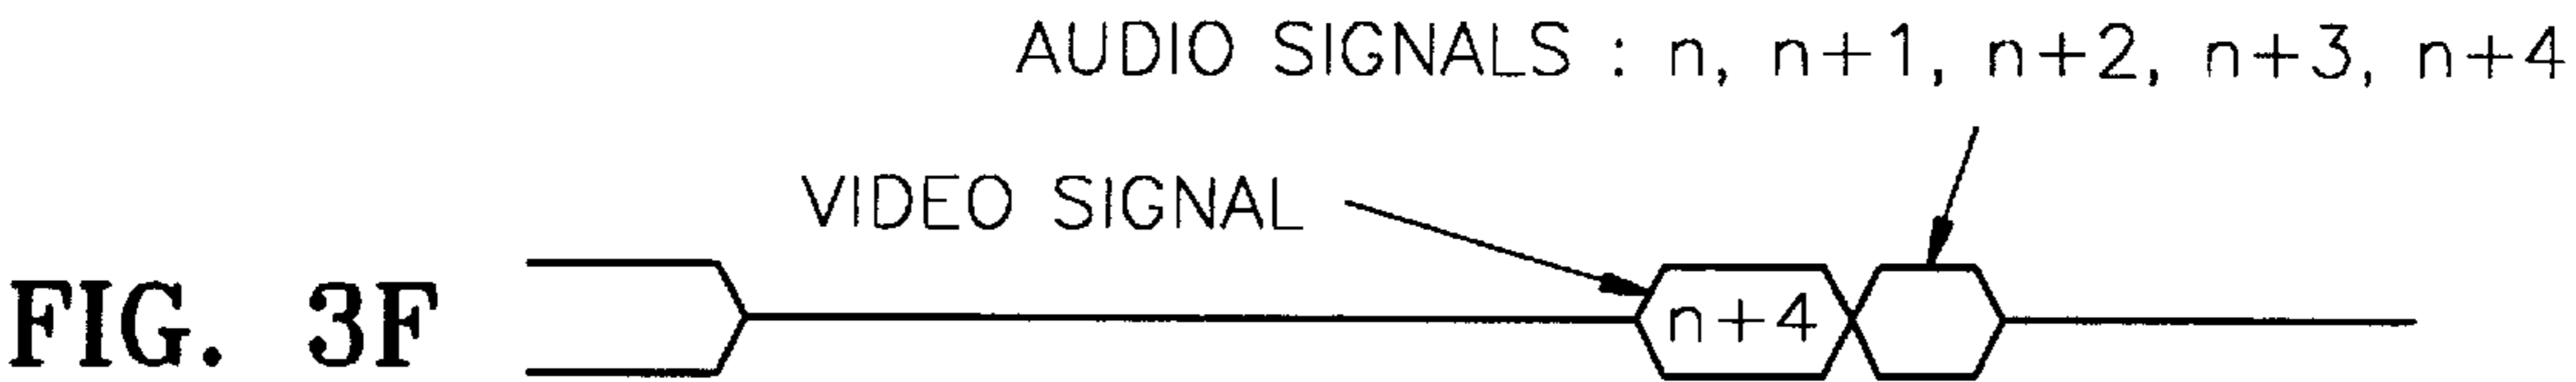 AUDIO SIGNALS : n, n+1, n+2, n+3, n+4
VIDEO SIGNAL
FIG. 3F
n+4